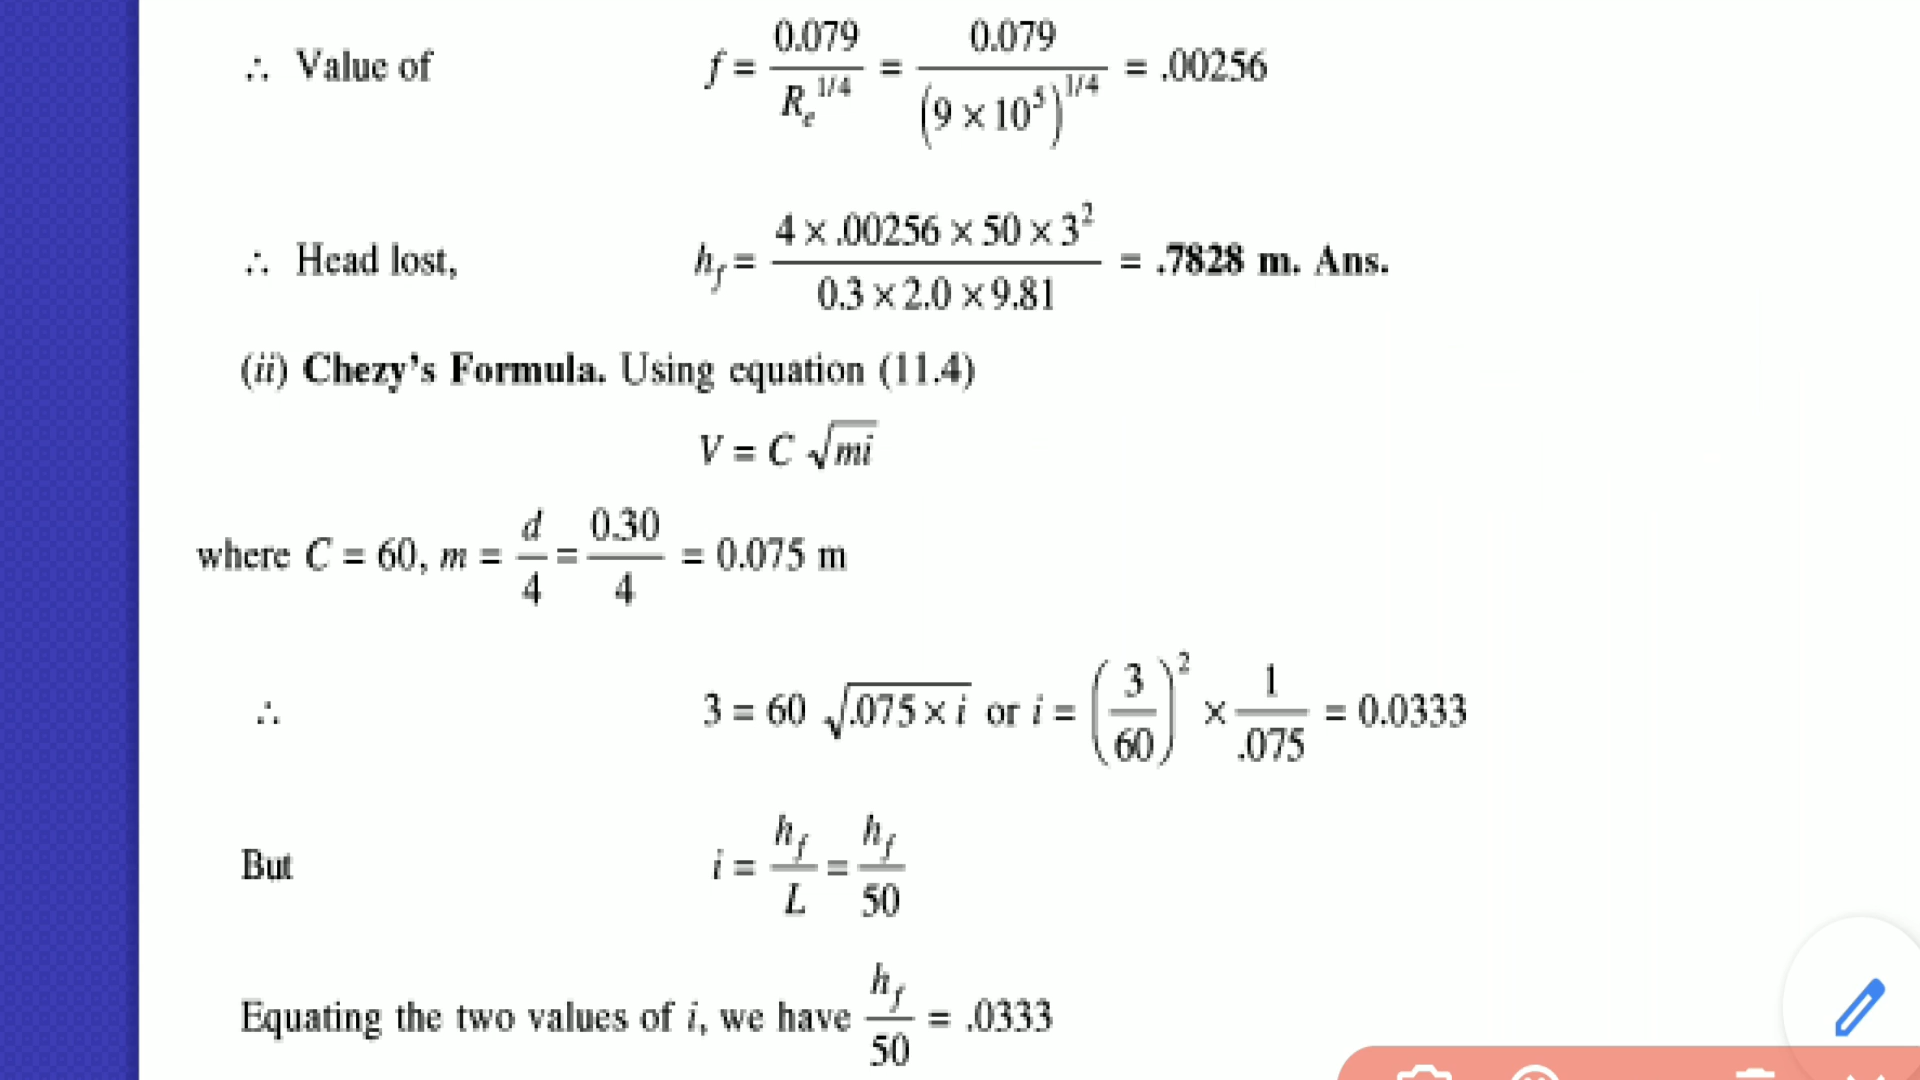 ∴ Value of f = 0.079 / R_e^{1/4} = 0.079 / (9 × 10^5)^{1/4} = .00256
∴ Head lost, h_f = 4 × .00256 × 50 × 3^2 / 0.3 × 2.0 × 9.81 = .7828 m. Ans.
(ii) Chezy's Formula. Using equation (11.4)
V = C √mi
where C = 60, m = d/4 = 0.30/4 = 0.075 m
∴ 3 = 60 √.075 × i or i = (3/60)^2 × 1/.075 = 0.0333
But i = h_f/L = h_f/50
Equating the two values of i, we have h_f/50 = .0333